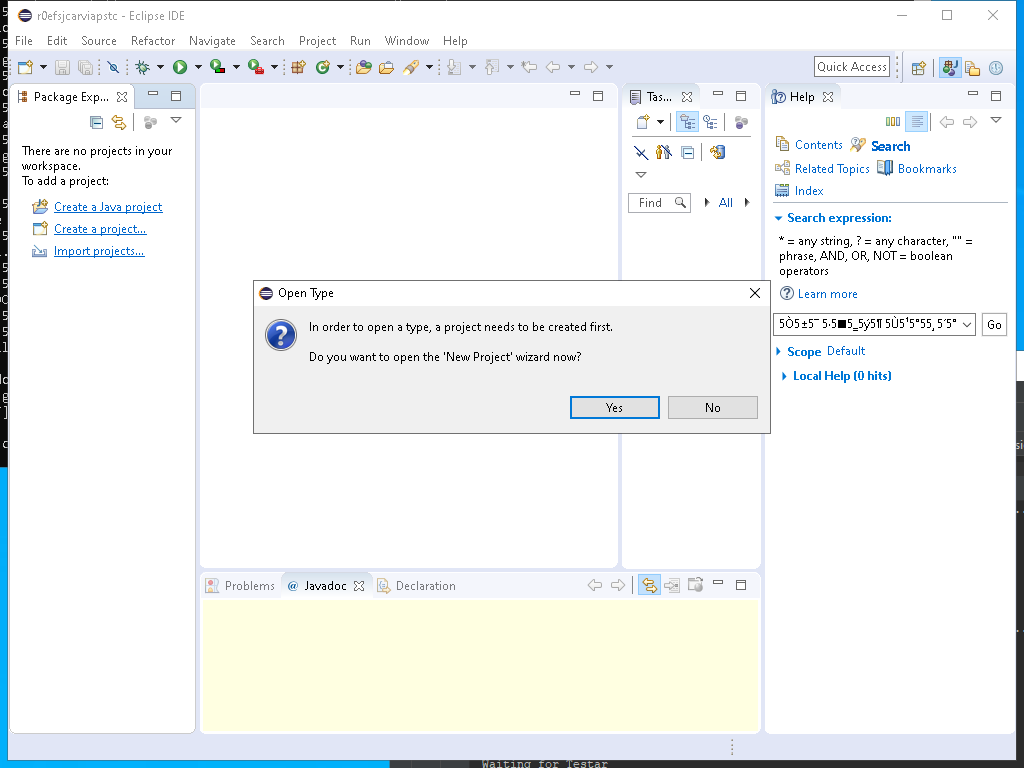 r0efsjcarviapstc - Eclipse IDE
File Edit Source Refactor Navigate Search Project Run Window Help
Quick Access
Package Exp...
There are no projects in your
workspace.
To add a project:
Create a Java project
Create a project...
Import projects...
Tas...
Find
All
Help
Contents
Search
Related Topics
Bookmarks
Index
Search expression:
* = any string, ? = any character, "" =
phrase, AND, OR, NOT = boolean
operators
Learn more
Go
Scope Default
Local Help (0 hits)
Open Type
In order to open a type, a project needs to be created first.
Do you want to open the 'New Project' wizard now?
Yes
No
Problems
@ Javadoc
Declaration
Waiting for Testar